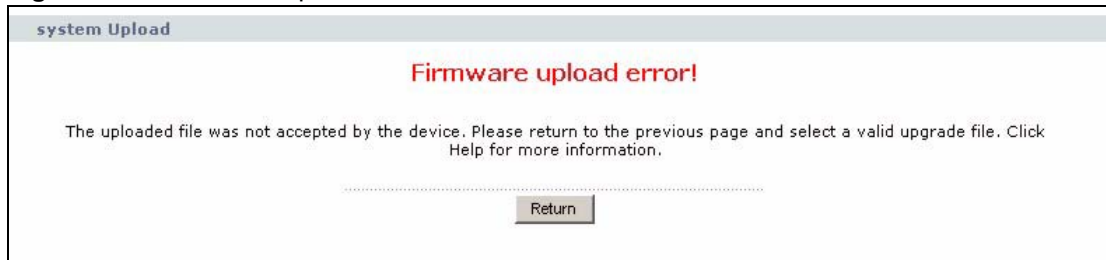 system Upload
Firmware upload error!
The uploaded file was not accepted by the device. Please return to the previous page and select a valid upgrade file. Click
Help for more information.
Return